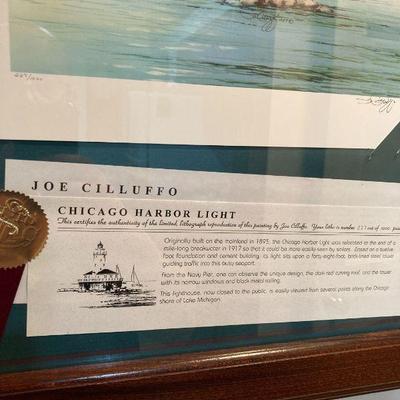 JOE CILLUFFO
CHICAGO HARBOR LIGHT
This certifies the authenticity of the limited, lithograph reproduction of this painting by Joe Cilluffo. Your litho is number out of
Originally built on the mainland in 1893, the Chicago Harbor Light was relocated to the end of a
mile-long breakwater in 1917 so that it could be more easily seen by sailors. Based on a twelve
foot foundation and cement building, its light sits upon a forty-eight-foot, brick-lined steel tower
guiding traffic into this busy seaport.
From the Navy Pier, one can observe the unique design, the dark red curving roof, and the tower
with its narrow windows and black metal railing.
This lighthouse, now closed to the public, is easily viewed from several points along the Chicago
shore of Lake Michigan.